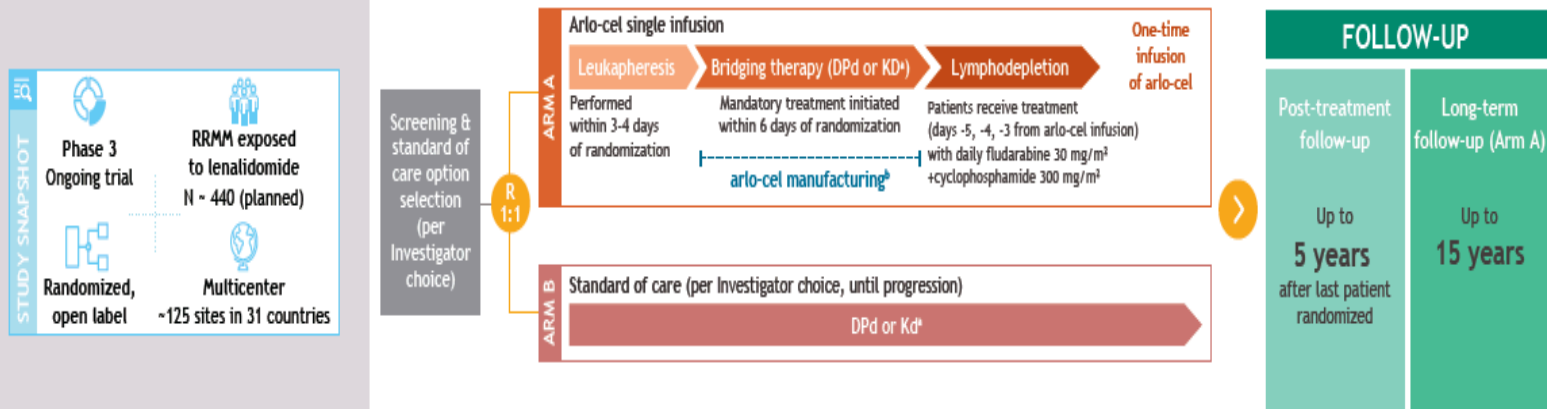 STUDY SNAPSHOT
Phase 3
Ongoing trial
RRMM exposed
to lenalidomide
N ~ 440 (planned)
Randomized,
open label
Multicenter
~125 sites in 31 countries
Screening &
standard of
care option
selection
(per
Investigator
choice)
R
1:1
ARM A
Arlo-cel single infusion
Leukapheresis
Bridging therapy (DPd or KDᵃ)
Lymphodepletion
One-time
infusion
of arlo-cel
Performed
within 3-4 days
of randomization
Mandatory treatment initiated
within 6 days of randomization
arlo-cel manufacturingᵇ
Patients receive treatment
(days -5, -4, -3 from arlo-cel infusion)
with daily fludarabine 30 mg/m²
+cyclophosphamide 300 mg/m²
ARM B
Standard of care (per Investigator choice, until progression)
DPd or Kdᵃ
FOLLOW-UP
Post-treatment
follow-up
Up to
5 years
after last patient
randomized
Long-term
follow-up (Arm A)
Up to
15 years